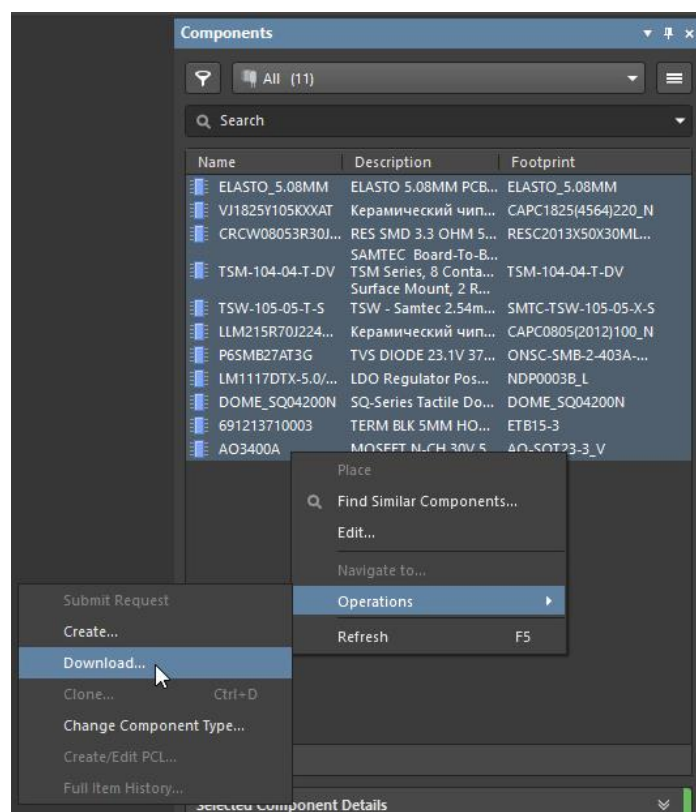 Components
All (11)
Search
Name Description Footprint
ELASTO_5.08MM ELASTO 5.08MM PCB... ELASTO_5.08MM
VJ1825Y105KXXAT Керамический чип... CAPC1825(4564)220_N
CRCW08053R30J... RES SMD 3.3 OHM 5... RESC2013X50X30ML...
SAMTEC Board-To-B...
TSM-104-04-T-DV TSM Series, 8 Conta... TSM-104-04-T-DV
Surface Mount, 2 R...
TSW-105-05-T-S TSW - Samtec 2.54m... SMTC-TSW-105-05-X-S
LLM215R70J224... Керамический чип... CAPC0805(2012)100_N
P6SMB27AT3G TVS DIODE 23.1V 37... ONSC-SMB-2-403A-...
LM1117DTX-5.0/... LDO Regulator Pos... NDP0003B_L
DOME_SQ04200N SQ-Series Tactile Do... DOME_SQ04200N
691213710003 TERM BLK 5MM HO... ETB15-3
AO3400A MOSFET N-CH 30V 5 AO-SOT23-3_V
Place
Find Similar Components...
Edit...
Navigate to...
Operations
Refresh F5
Submit Request
Create...
Download...
Clone... Ctrl+D
Change Component Type...
Create/Edit PCL...
Full Item History...
Selected Component Details